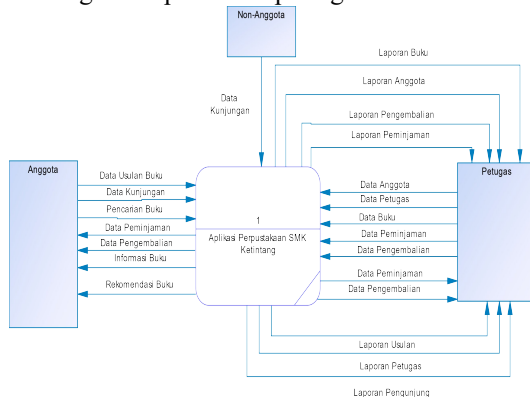 Non-Anggota
Laporan Buku
Laporan Anggota
Data
Kunjungan
Laporan Pengembalian
Laporan Peminjaman
Anggota
Petugas
Data Usulan Buku
Data Kunjungan
Pencarian Buku
Data Peminjaman
Data Pengembalian
Informasi Buku
Rekomendasi Buku
1
Aplikasi Perpustakaan SMK
Ketintang
Data Anggota
Data Petugas
Data Buku
Data Peminjaman
Data Pengembalian
Data Peminjaman
Data Pengembalian
Laporan Usulan
Laporan Petugas
Laporan Pengunjung